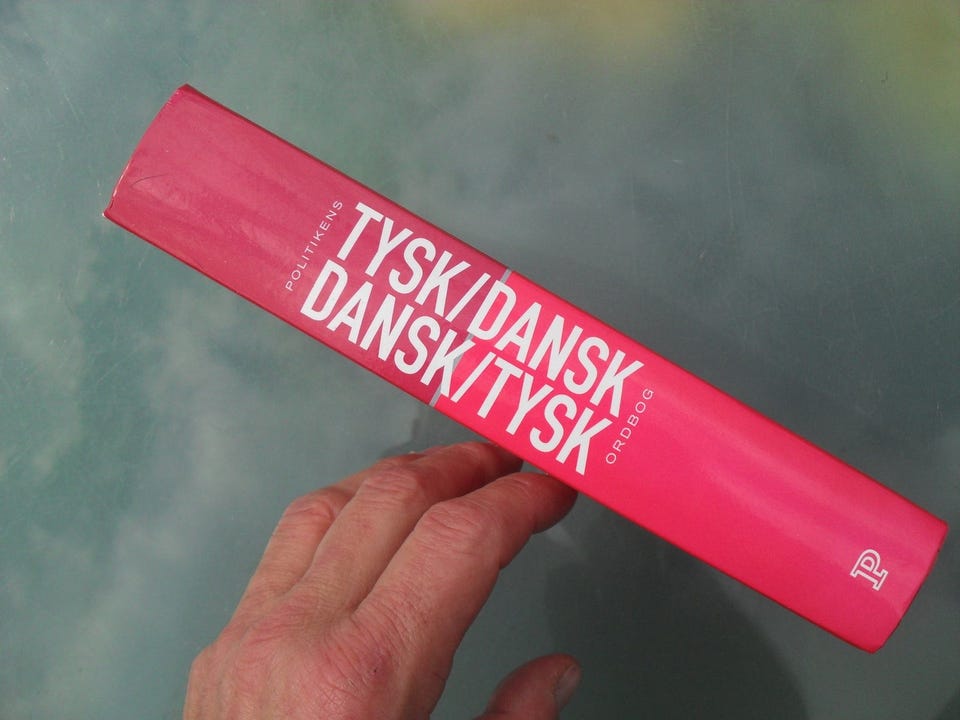 POLITIKENS
TYSK/DANSK
DANSK/TYSK
ORDBOG
P